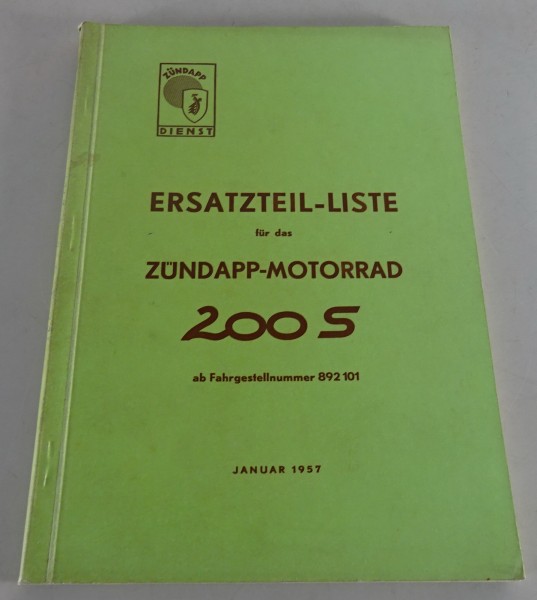 ZÜNDAPP
DIENST
ERSATZTEIL-LISTE
für das
ZÜNDAPP-MOTORRAD
200 S
ab Fahrgestellnummer 892 101
JANUAR 1957